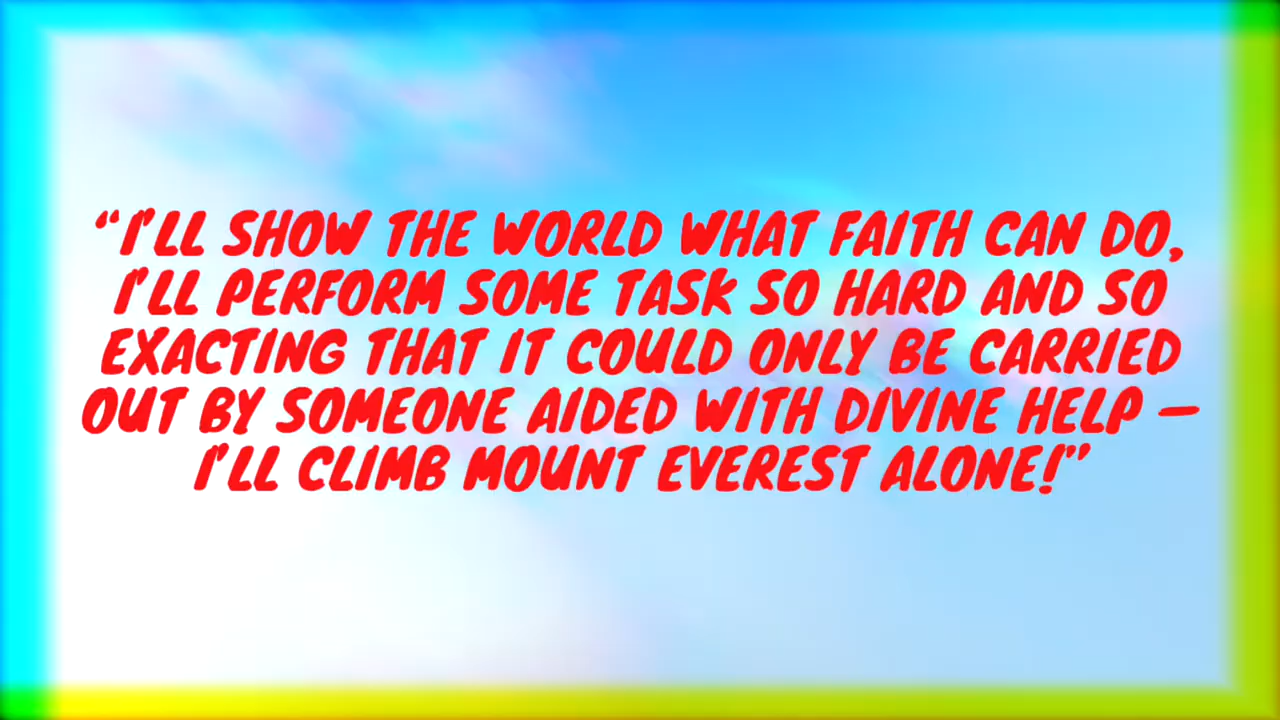 “I’LL SHOW THE WORLD WHAT FAITH CAN DO,
I’LL PERFORM SOME TASK SO HARD AND SO
EXACTING THAT IT COULD ONLY BE CARRIED
OUT BY SOMEONE AIDED WITH DIVINE HELP –
I’LL CLIMB MOUNT EVEREST ALONE!”